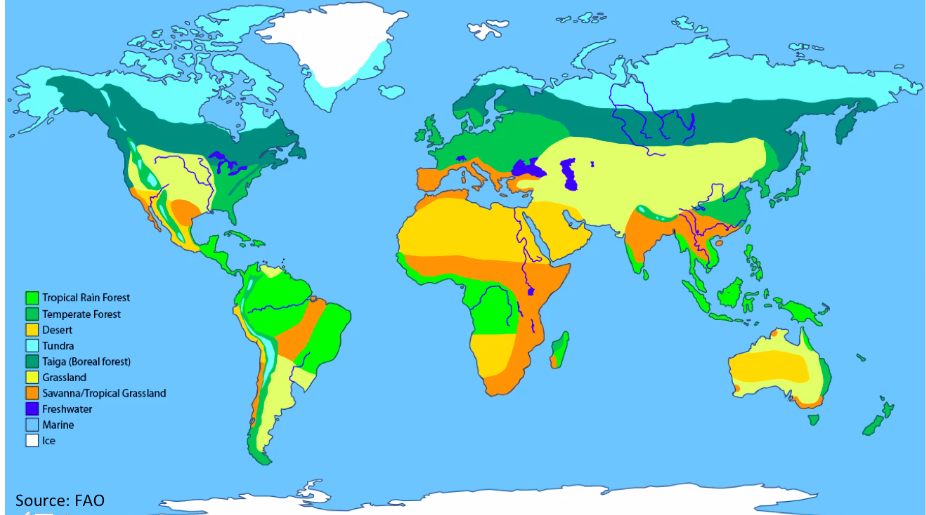 Tropical Rain Forest
Temperate Forest
Desert
Tundra
Taiga (Boreal forest)
Grassland
Savanna/Tropical Grassland
Freshwater
Marine
Ice
Source: FAO